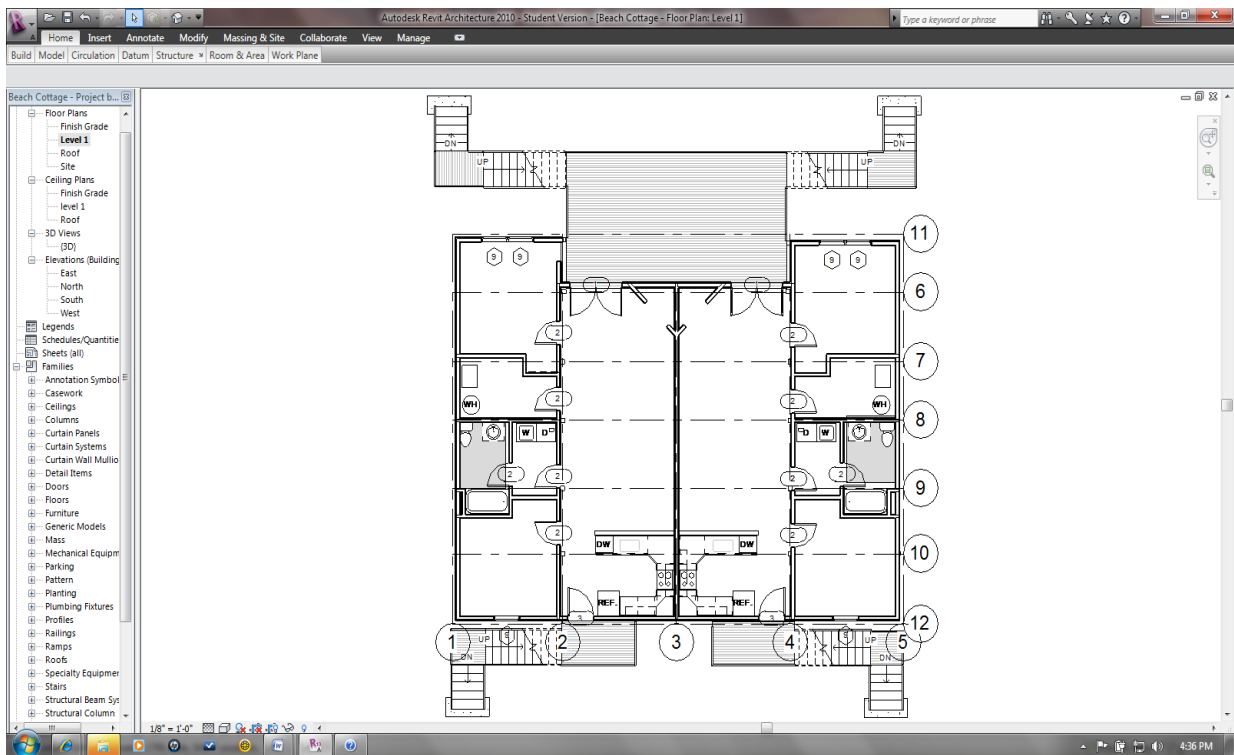 Autodesk Revit Architecture 2010 - Student Version - [Beach Cottage - Floor Plan: Level 1]
Type a keyword or phrase
Home Insert Annotate Modify Massing & Site Collaborate View Manage
Build Model Circulation Datum Structure Room & Area Work Plane
Beach Cottage - Project b...
Floor Plans
Finish Grade
Level 1
Roof
Site
Ceiling Plans
Finish Grade
level 1
Roof
3D Views
{3D}
Elevations (Building
East
North
South
West
Legends
Schedules/Quantitie
Sheets (all)
Families
Annotation Symbol
Casework
Ceilings
Columns
Curtain Panels
Curtain Systems
Curtain Wall Mullio
Detail Items
Doors
Floors
Furniture
Generic Models
Mass
Mechanical Equipm
Parking
Pattern
Planting
Plumbing Fixtures
Profiles
Railings
Ramps
Roofs
Specialty Equipmer
Stairs
Structural Beam Sys
Structural Column
DN DN
UP UP
11
9 9 9 9
6
2 2
7
2 2
WH WH
8
W D D W
2 2
2 2
9
2 2
DW DW
10
REF. REF.
3 3
12
1 2 3 4 5
UP 9 9 UP
DN DN
1/8" = 1'-0"
4:36 PM